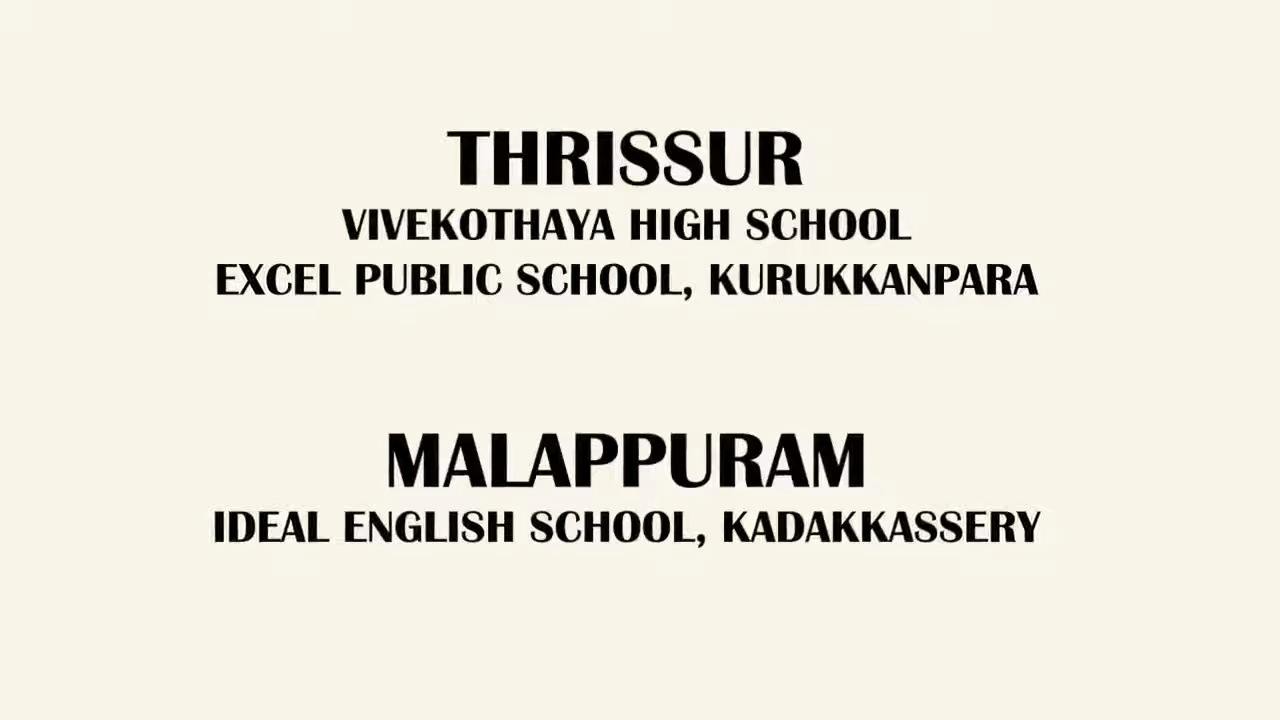 THRISSUR
VIVEKOTHAYA HIGH SCHOOL
EXCEL PUBLIC SCHOOL, KURUKKANPARA
MALAPPURAM
IDEAL ENGLISH SCHOOL, KADAKKASSERY